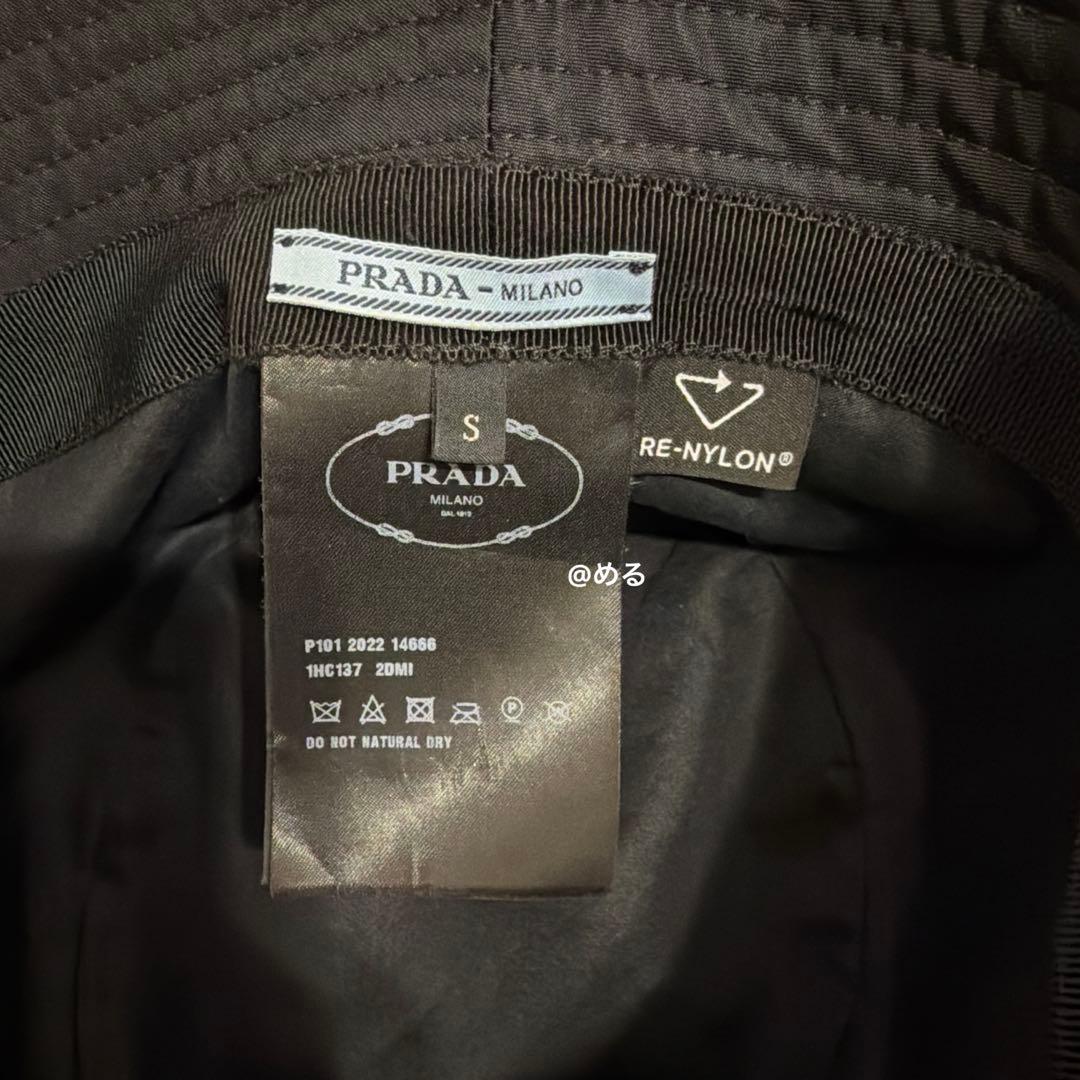 PRADA - MILANO
S
PRADA
MILANO
DAL 1913
RE-NYLON®
@める
P101 2022 14666
1HC137 2DMI
P
DO NOT NATURAL DRY